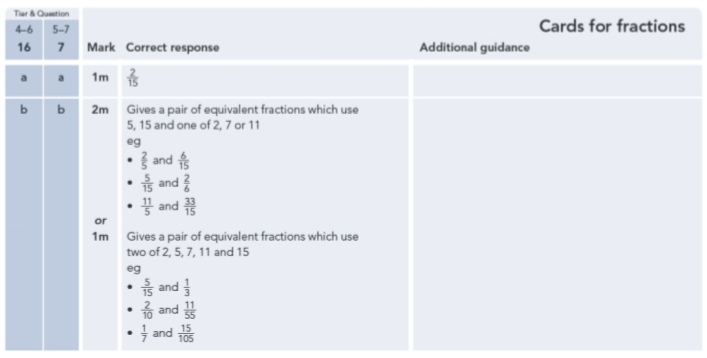 Tier & Question
Cards for fractions
4–6 5–7
16 7 Mark Correct response Additional guidance
a a 1m 2/15
b b 2m Gives a pair of equivalent fractions which use
5, 15 and one of 2, 7 or 11
eg
• 2/5 and 6/15
• 5/15 and 2/6
• 11/5 and 33/15
or
1m Gives a pair of equivalent fractions which use
two of 2, 5, 7, 11 and 15
eg
• 5/15 and 1/3
• 2/10 and 11/55
• 1/7 and 15/105